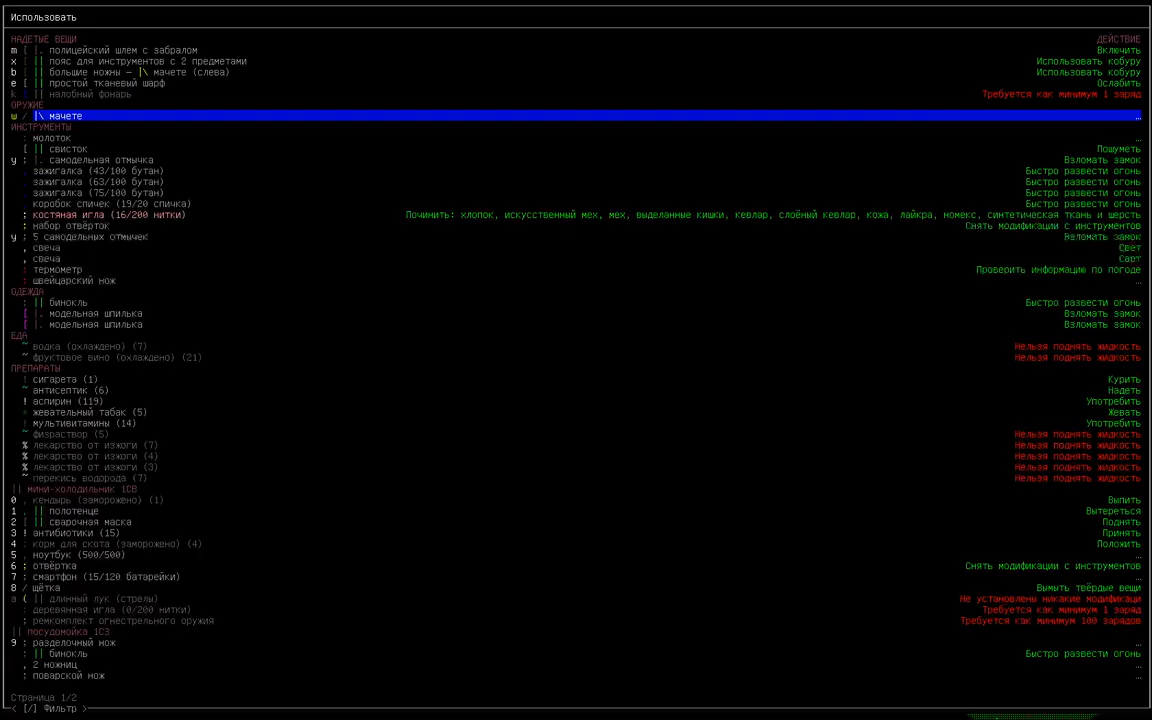 Использовать
НАДЕТЫЕ ВЕЩИ ДЕЙСТВИЕ
m [ |. полицейский шлем с забралом Включить
x [ || пояс для инструментов с 2 предметами Использовать кобуру
b [ || большие ножны — |\ мачете (слева) Использовать кобуру
e [ || простой тканевый шарф Ослабить
k [ || налобный фонарь Требуется как минимум 1 заряд
ОРУЖИЕ
w / |\ мачете …
ИНСТРУМЕНТЫ
: молоток …
[ || свисток Пошуметь
y ; |. самодельная отмычка Взломать замок
, зажигалка (43/100 бутан) Быстро развести огонь
, зажигалка (63/100 бутан) Быстро развести огонь
, зажигалка (75/100 бутан) Быстро развести огонь
, коробок спичек (19/20 спичка) Быстро развести огонь
; костяная игла (16/200 нитки) Починить: хлопок, искусственный мех, мех, выделанные кишки, кевлар, слоёный кевлар, кожа, лайкра, номекс, синтетическая ткань и шерсть
; набор отвёрток Снять модификации с инструментов
y ; 5 самодельных отмычек Взломать замок
, свеча Свет
, свеча Свет
: термометр Проверить информацию по погоде
: швейцарский нож …
ОДЕЖДА
: || бинокль Быстро развести огонь
[ |. модельная шпилька Взломать замок
[ |. модельная шпилька Взломать замок
ЕДА
~ водка (охлаждено) (7) Нельзя поднять жидкость
~ фруктовое вино (охлаждено) (21) Нельзя поднять жидкость
ПРЕПАРАТЫ
! сигарета (1) Курить
~ антисептик (6) Надеть
! аспирин (119) Употребить
* жевательный табак (5) Жевать
! мультивитамины (14) Употребить
~ физраствор (5) Нельзя поднять жидкость
% лекарство от изжоги (7) Нельзя поднять жидкость
% лекарство от изжоги (4) Нельзя поднять жидкость
% лекарство от изжоги (3) Нельзя поднять жидкость
~ перекись водорода (7) Нельзя поднять жидкость
|| мини-холодильник 1СВ
0 , кендырь (заморожено) (1) Выпить
1 , || полотенце Вытереться
2 [ || сварочная маска Поднять
3 ! антибиотики (15) Принять
4 : корм для скота (заморожено) (4) Положить
5 , ноутбук (500/500) …
6 ; отвёртка Снять модификации с инструментов
7 ; смартфон (15/120 батарейки) …
8 / щётка Вымыть твёрдые вещи
a ( || длинный лук (стрелы) Не установлены никакие модификаци
: деревянная игла (0/200 нитки) Требуется как минимум 1 заряд
; ремкомплект огнестрельного оружия Требуется как минимум 100 зарядов
|| посудомойка 1СЗ
9 ; разделочный нож …
: || бинокль Быстро развести огонь
, 2 ножниц …
; поварской нож …
Страница 1/2
< [/] Фильтр >